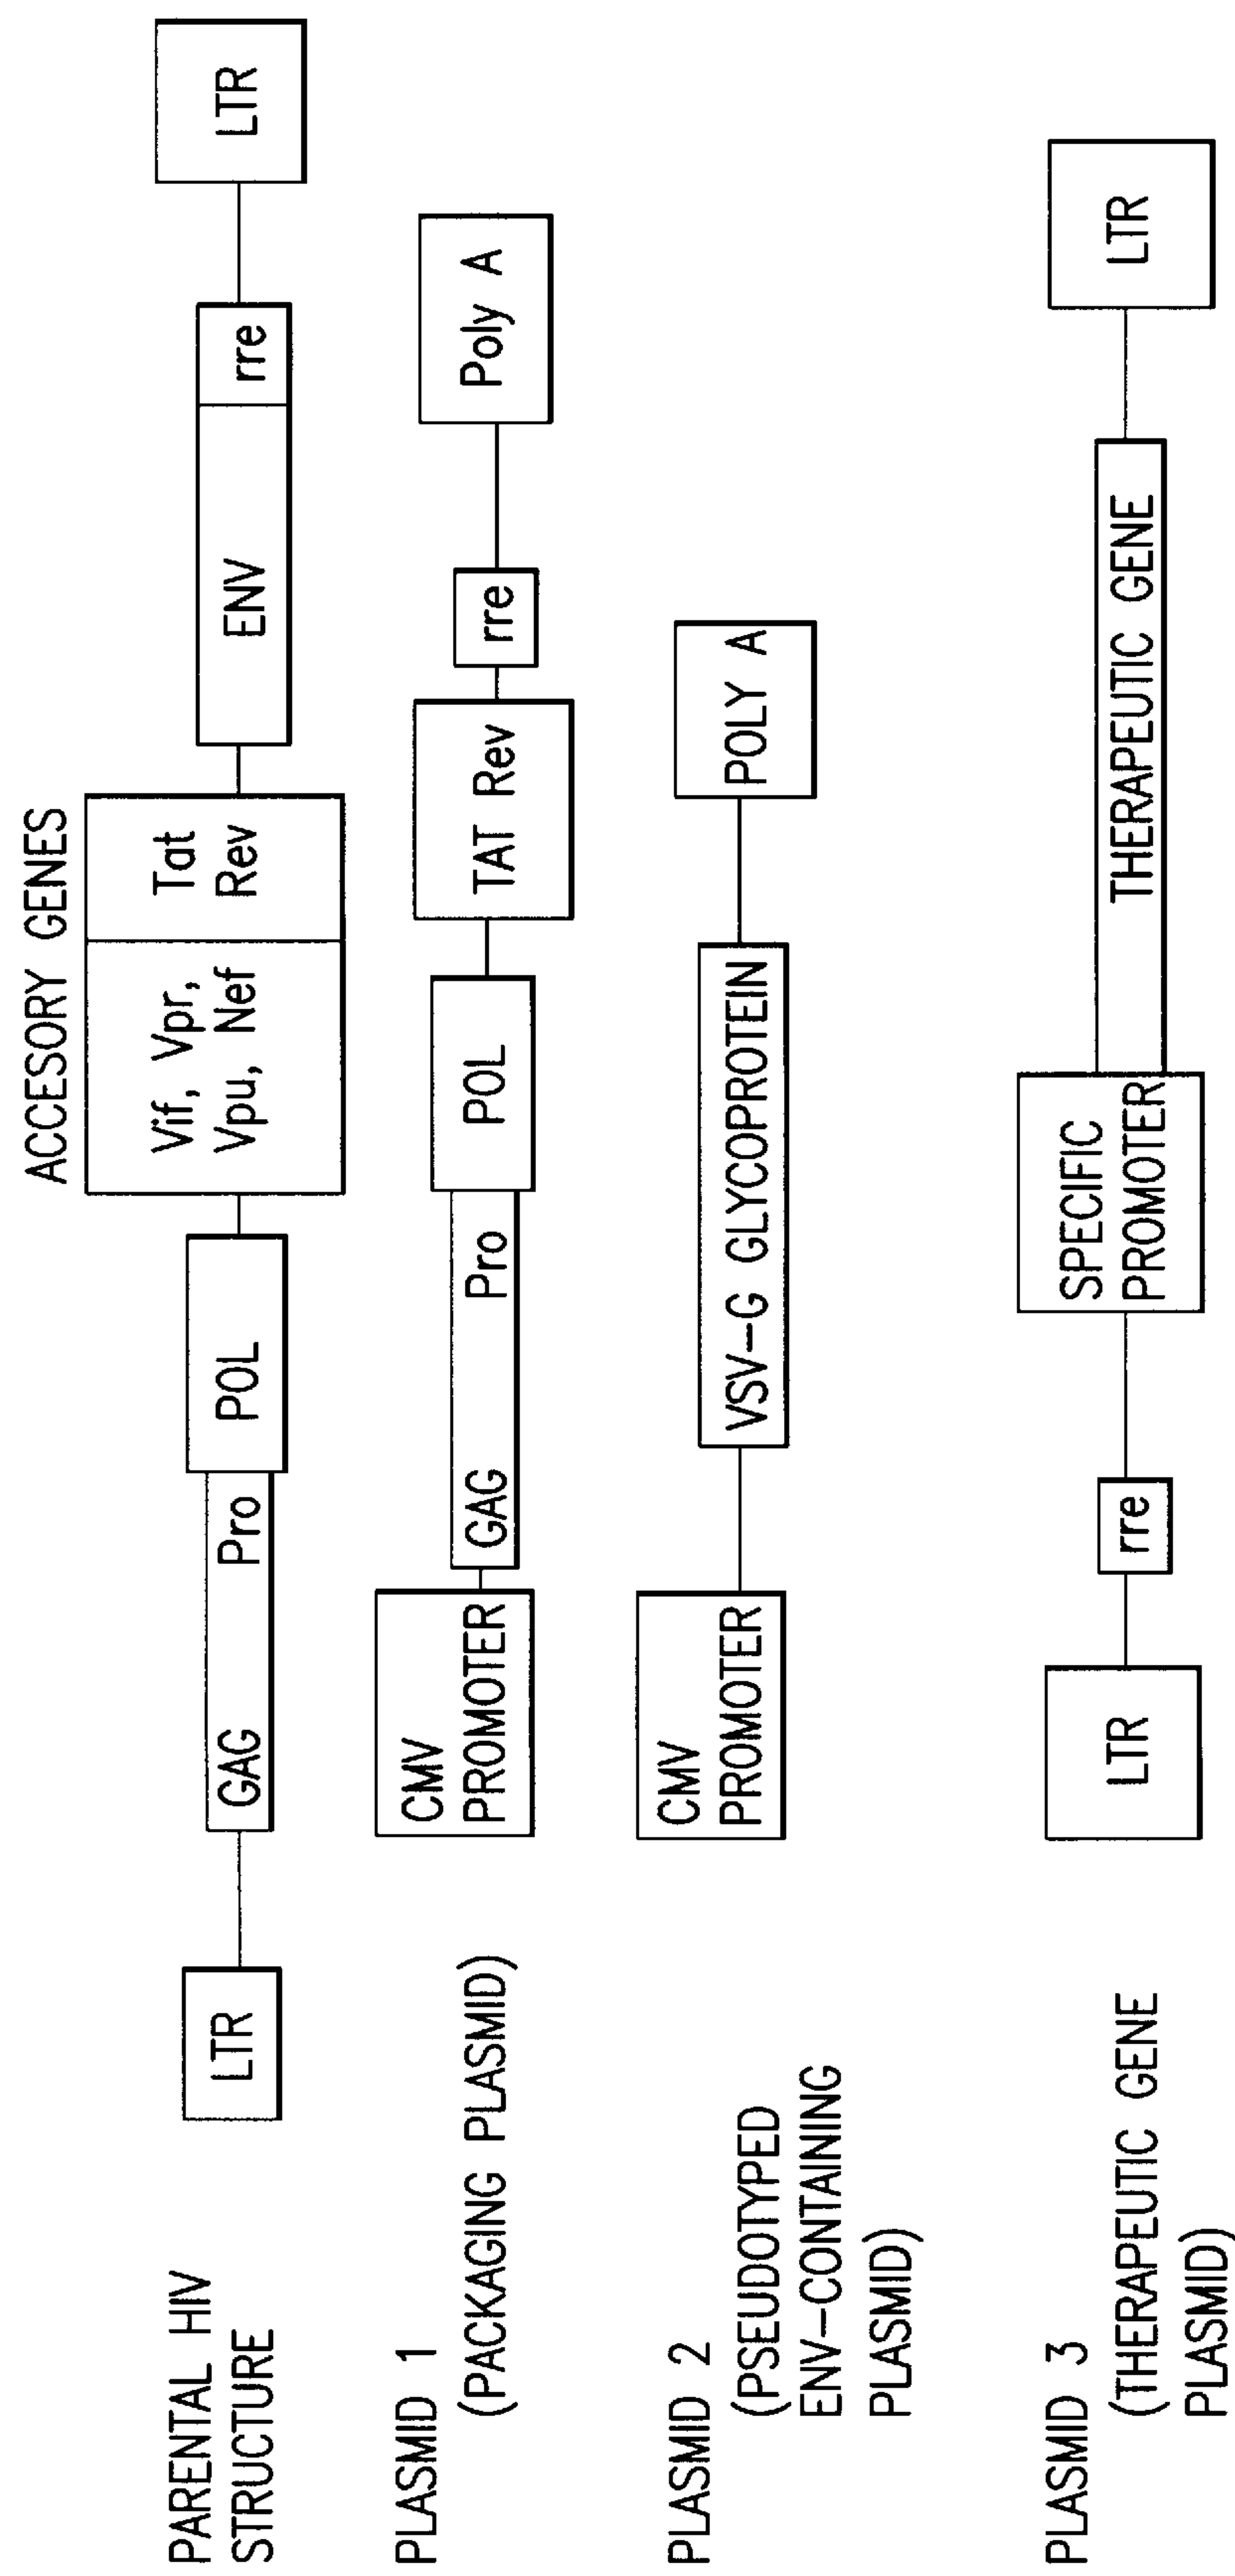 ACCESORY GENES
PARENTAL HIV
STRUCTURE
LTR
GAG Pro
POL
Vif, Vpr,
Vpu, Nef
Tat
Rev
ENV
rre
LTR
PLASMID 1
(PACKAGING PLASMID)
CMV
PROMOTER
GAG Pro
POL
TAT Rev
rre
Poly A
PLASMID 2
(PSEUDOTYPED
ENV-CONTAINING
PLASMID)
CMV
PROMOTER
VSV-G GLYCOPROTEIN
POLY A
PLASMID 3
(THERAPEUTIC GENE
PLASMID)
LTR
rre
SPECIFIC
PROMOTER
THERAPEUTIC GENE
LTR